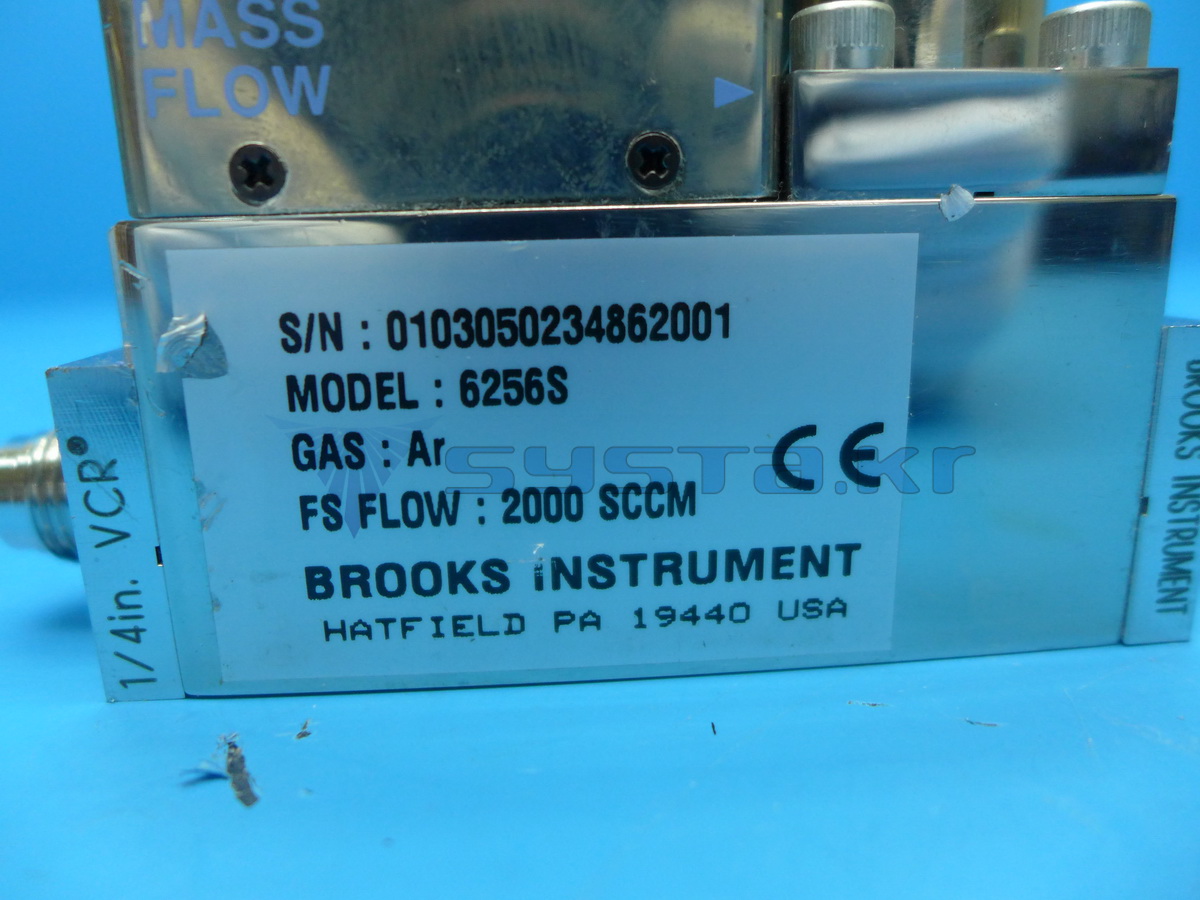 MASS
FLOW
S/N : 0103050234862001
MODEL : 6256S
GAS : Ar
FS FLOW : 2000 SCCM
CE
BROOKS INSTRUMENT
HATFIELD PA 19440 USA
1/4in. VCR®
BROOKS INSTRUMENT
systa.kr